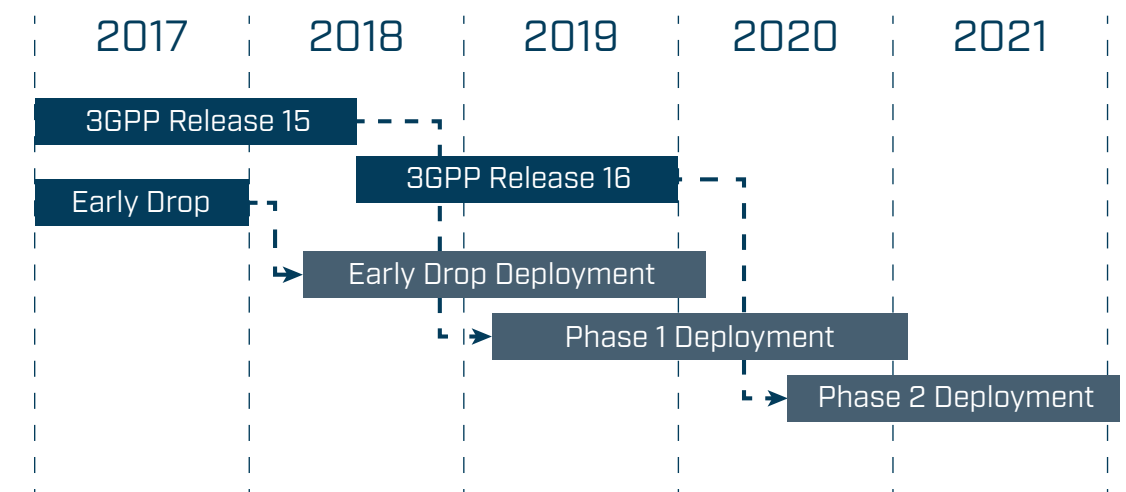 2017
2018
2019
2020
2021
3GPP Release 15
3GPP Release 16
Early Drop
Early Drop Deployment
Phase 1 Deployment
Phase 2 Deployment